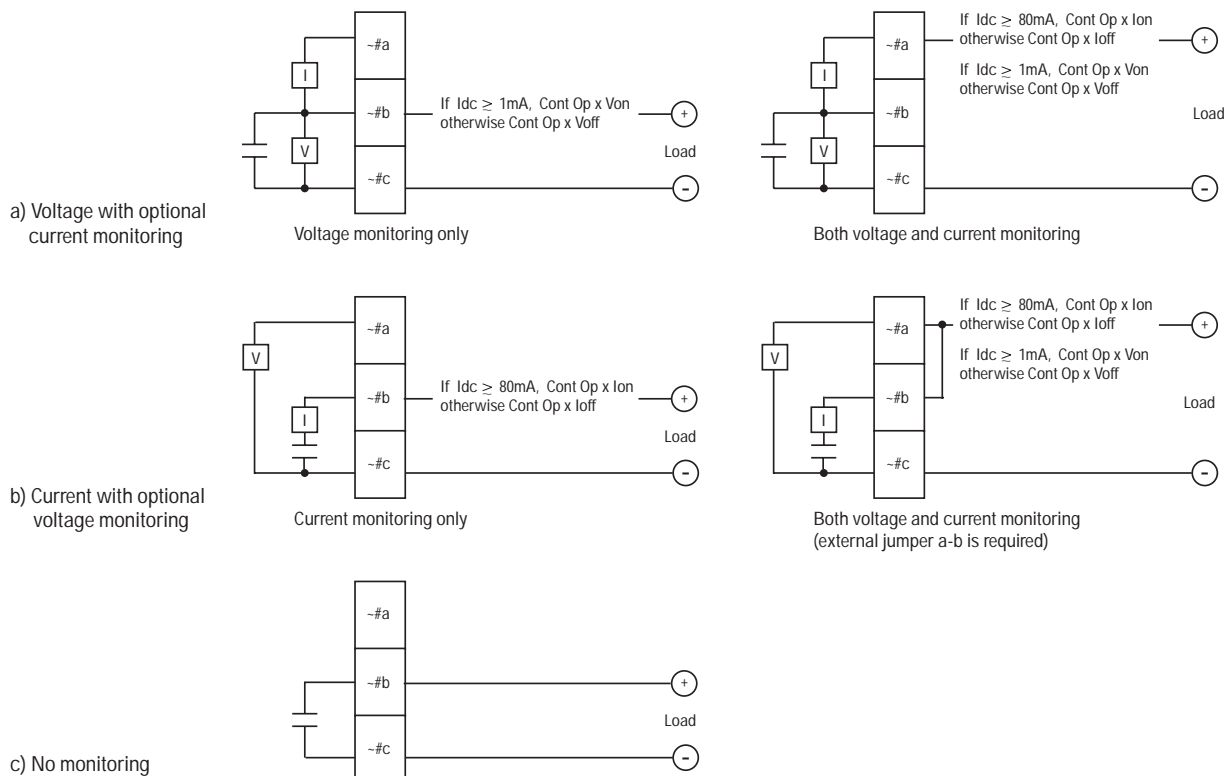 ~#a
I
~#b
V
~#c
If Idc ≥ 1mA, Cont Op x Von
otherwise Cont Op x Voff
+
Load
-
a) Voltage with optional
current monitoring
Voltage monitoring only
~#a
I
~#b
V
~#c
If Idc ≥ 80mA, Cont Op x Ion
otherwise Cont Op x Ioff
+
If Idc ≥ 1mA, Cont Op x Von
otherwise Cont Op x Voff
Load
-
Both voltage and current monitoring
~#a
V
~#b
I
~#c
If Idc ≥ 80mA, Cont Op x Ion
otherwise Cont Op x Ioff
+
Load
-
b) Current with optional
voltage monitoring
Current monitoring only
~#a
V
~#b
I
~#c
If Idc ≥ 80mA, Cont Op x Ion
otherwise Cont Op x Ioff
+
If Idc ≥ 1mA, Cont Op x Von
otherwise Cont Op x Voff
Load
-
Both voltage and current monitoring
(external jumper a-b is required)
~#a
~#b
+
Load
~#c
-
c) No monitoring